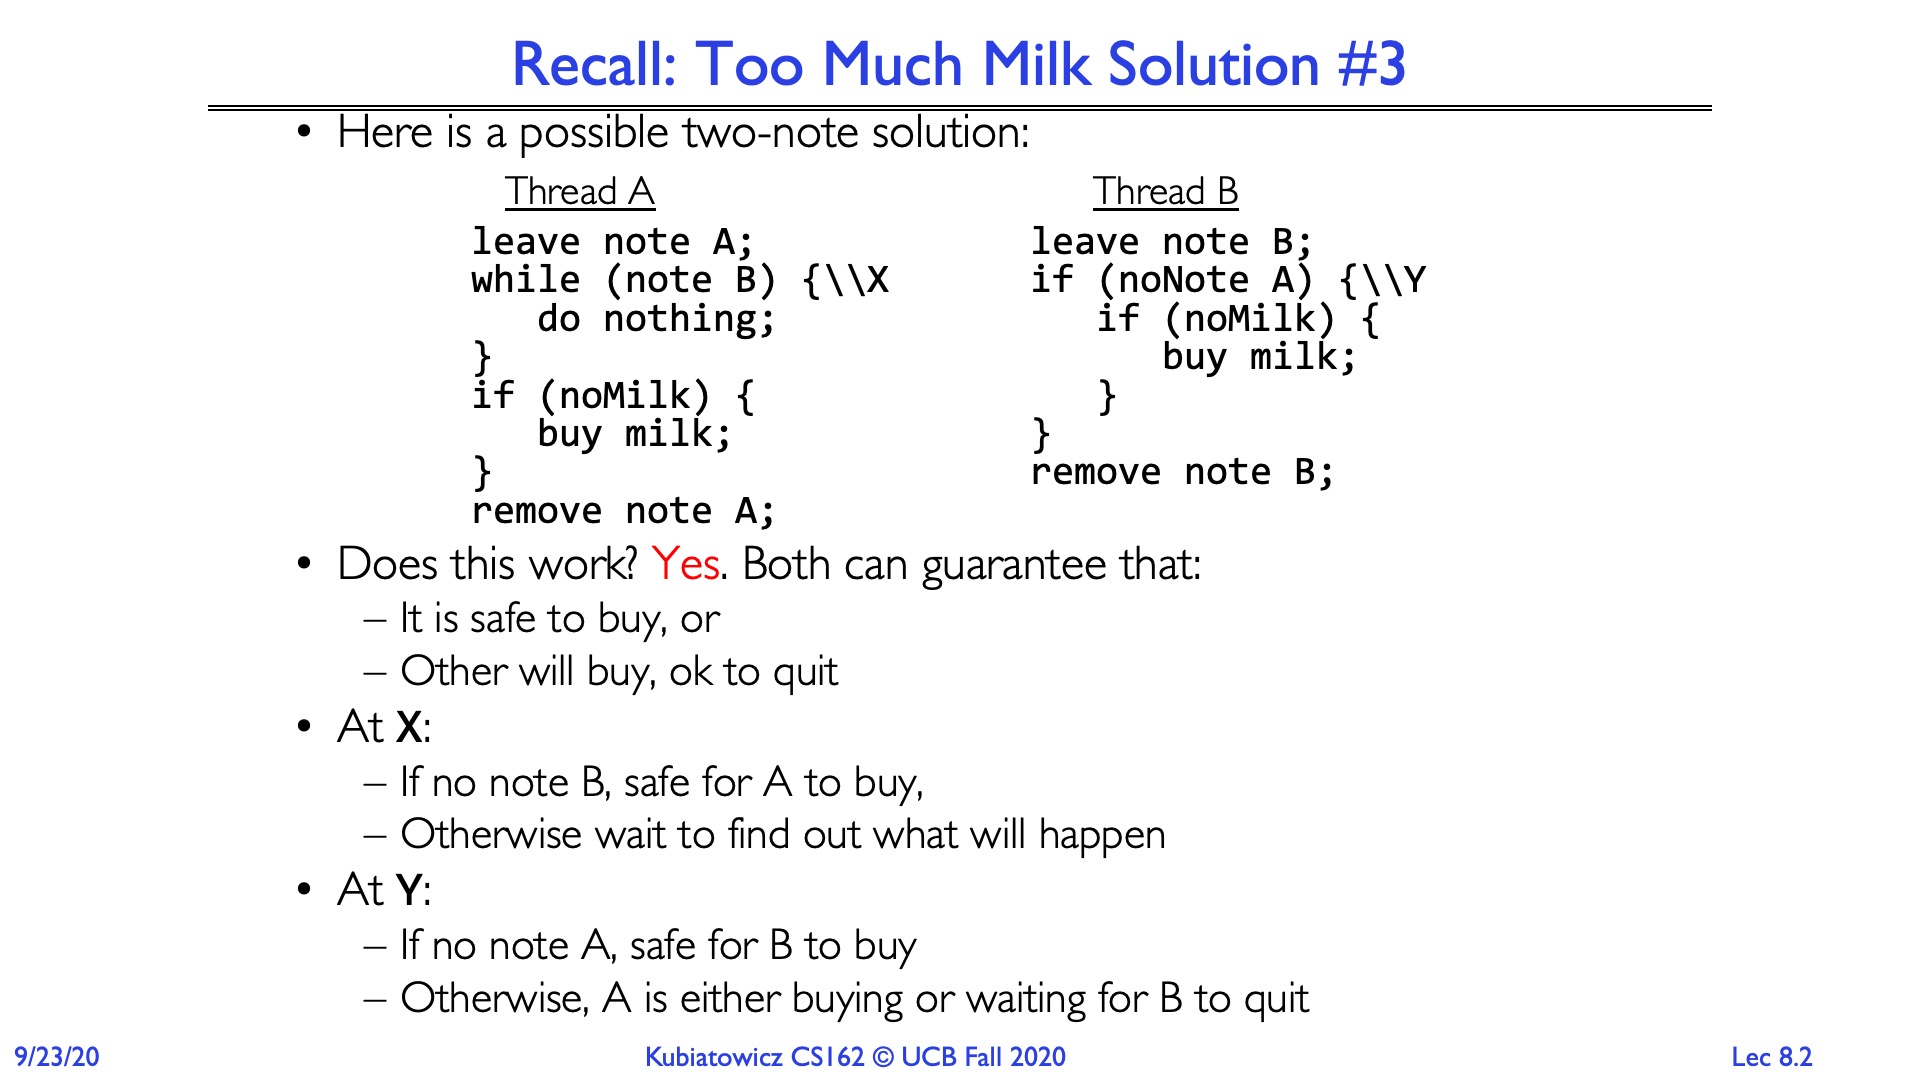 Recall: Too Much Milk Solution #3
• Here is a possible two-note solution:
Thread A
leave note A;
while (note B) {\\X
do nothing;
}
if (noMilk) {
buy milk;
}
remove note A;
Thread B
leave note B;
if (noNote A) {\\Y
if (noMilk) {
buy milk;
}
}
remove note B;
• Does this work? Yes. Both can guarantee that:
– It is safe to buy, or
– Other will buy, ok to quit
• At X:
– If no note B, safe for A to buy,
– Otherwise wait to find out what will happen
• At Y:
– If no note A, safe for B to buy
– Otherwise, A is either buying or waiting for B to quit
9/23/20
Kubiatowicz CS162 © UCB Fall 2020
Lec 8.2